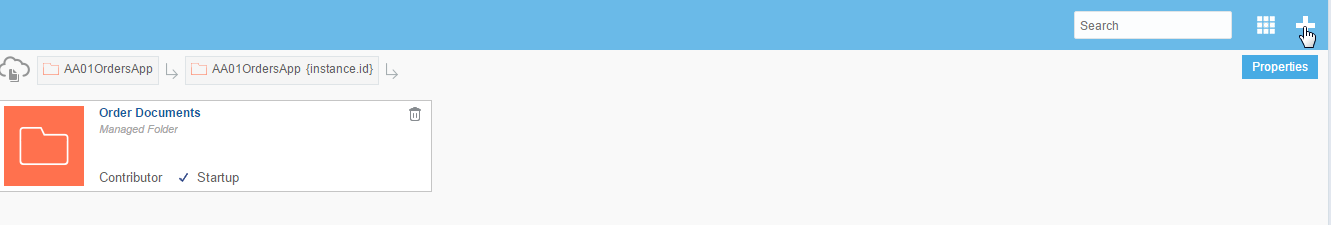 Search
AA01OrdersApp
AA01OrdersApp {instance.id}
Properties
Order Documents
Managed Folder
Contributor
Startup